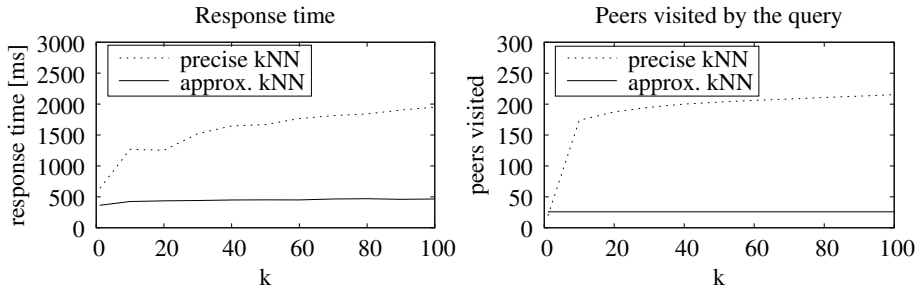 Response time
3000
2500
2000
1500
1000
500
0
response time [ms]
precise kNN
approx. kNN
0 20 40 60 80 100
k
Peers visited by the query
300
250
200
150
100
50
0
peers visited
precise kNN
approx. kNN
0 20 40 60 80 100
k